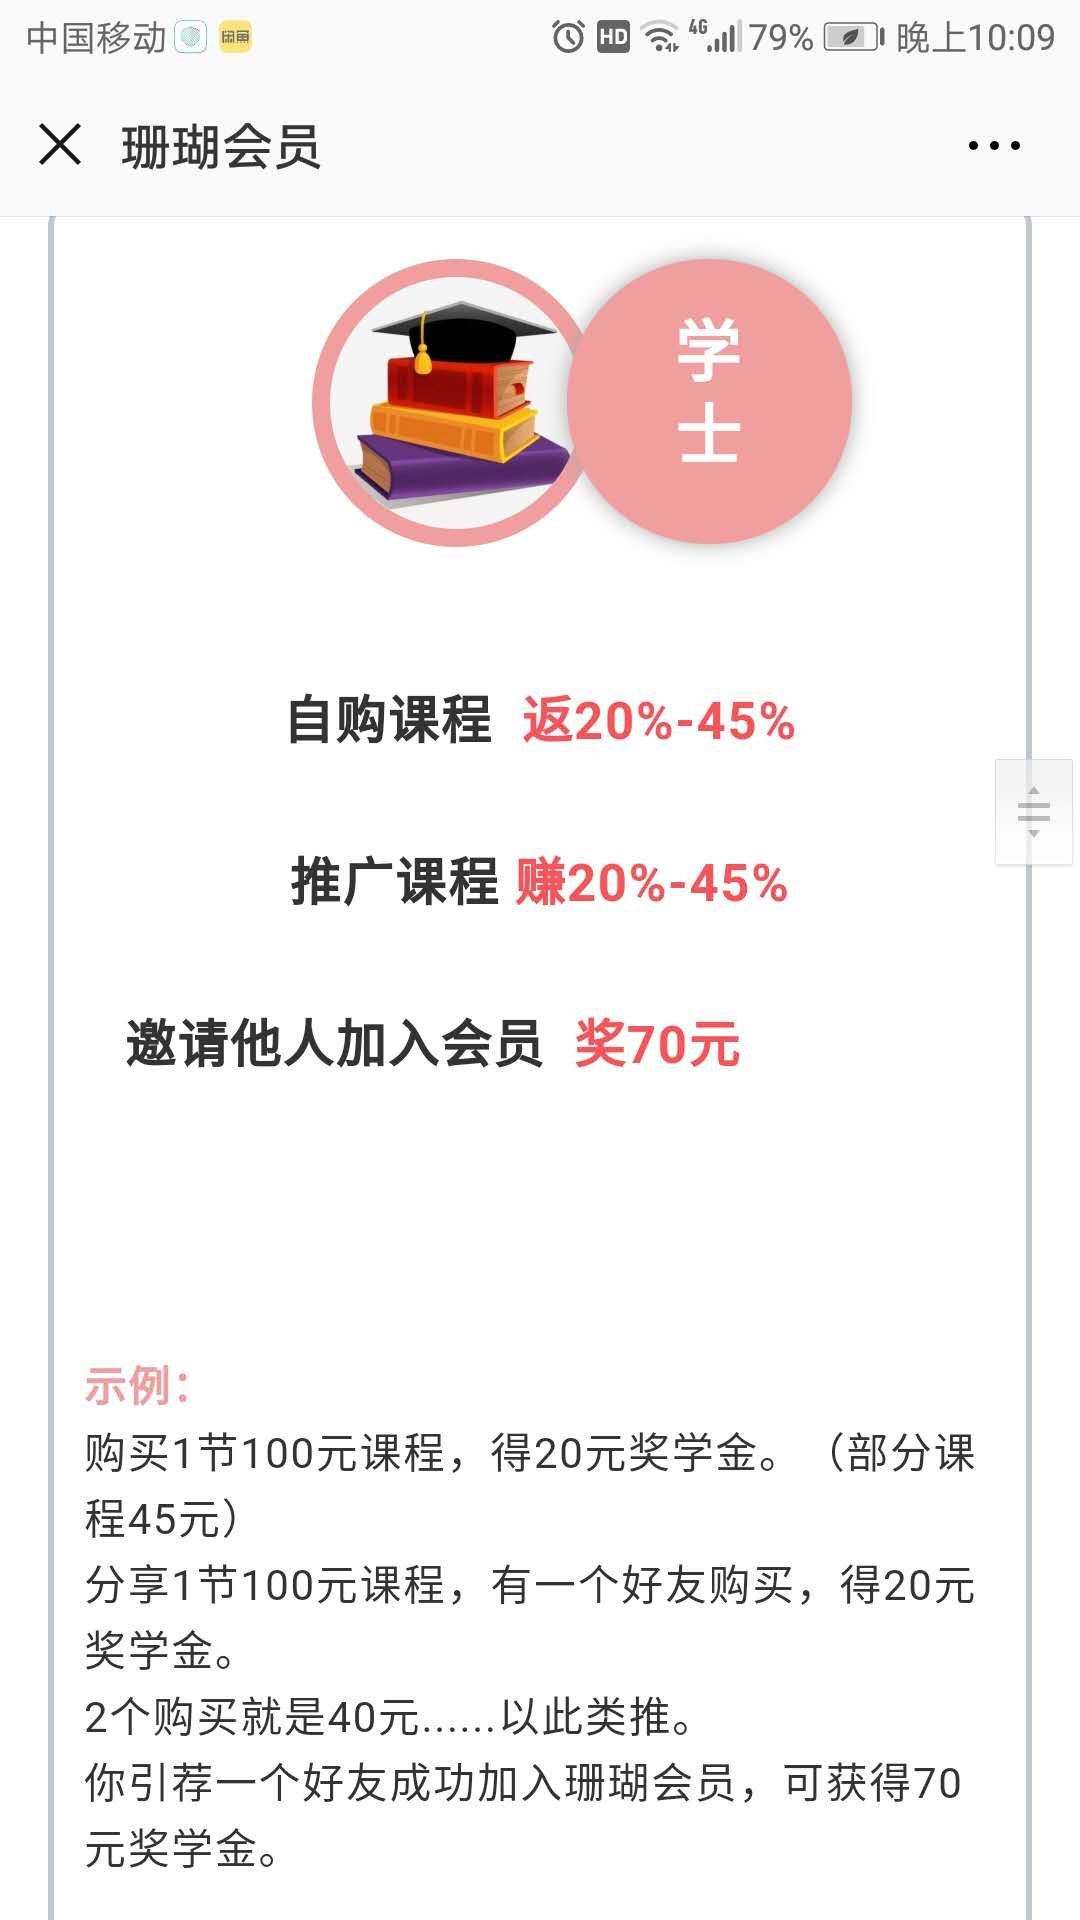 中国移动 闲鱼 HD 4G 79% 晚上10:09
珊瑚会员
学
士
自购课程 返20%-45%
推广课程 赚20%-45%
邀请他人加入会员 奖70元
示例：
购买1节100元课程，得20元奖学金。（部分课
程45元）
分享1节100元课程，有一个好友购买，得20元
奖学金。
2个购买就是40元......以此类推。
你引荐一个好友成功加入珊瑚会员，可获得70
元奖学金。